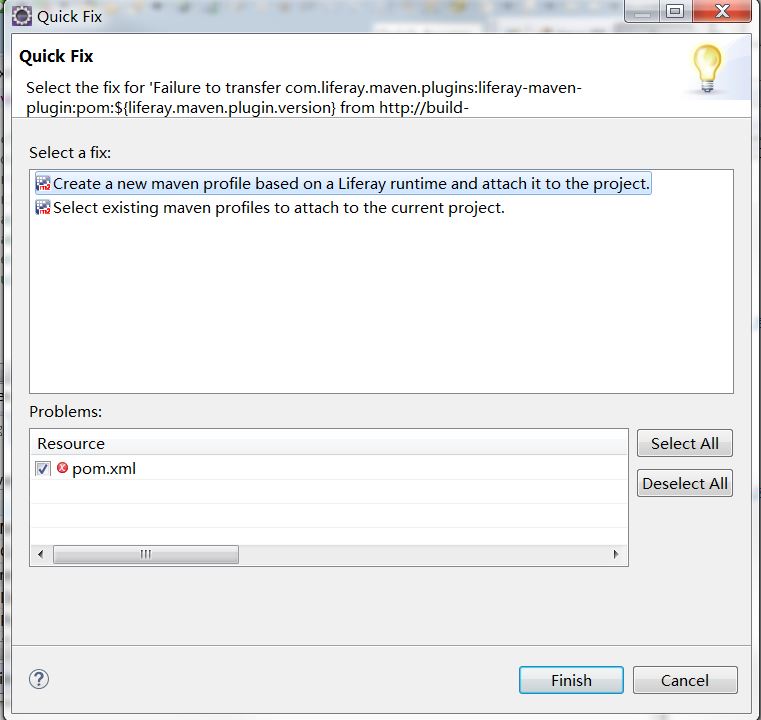 Quick Fix
Quick Fix
Select the fix for 'Failure to transfer com.liferay.maven.plugins:liferay-maven-
plugin:pom:${liferay.maven.plugin.version} from http://build-
Select a fix:
Create a new maven profile based on a Liferay runtime and attach it to the project.
Select existing maven profiles to attach to the current project.
Problems:
Resource
Select All
pom.xml
Deselect All
Finish
Cancel